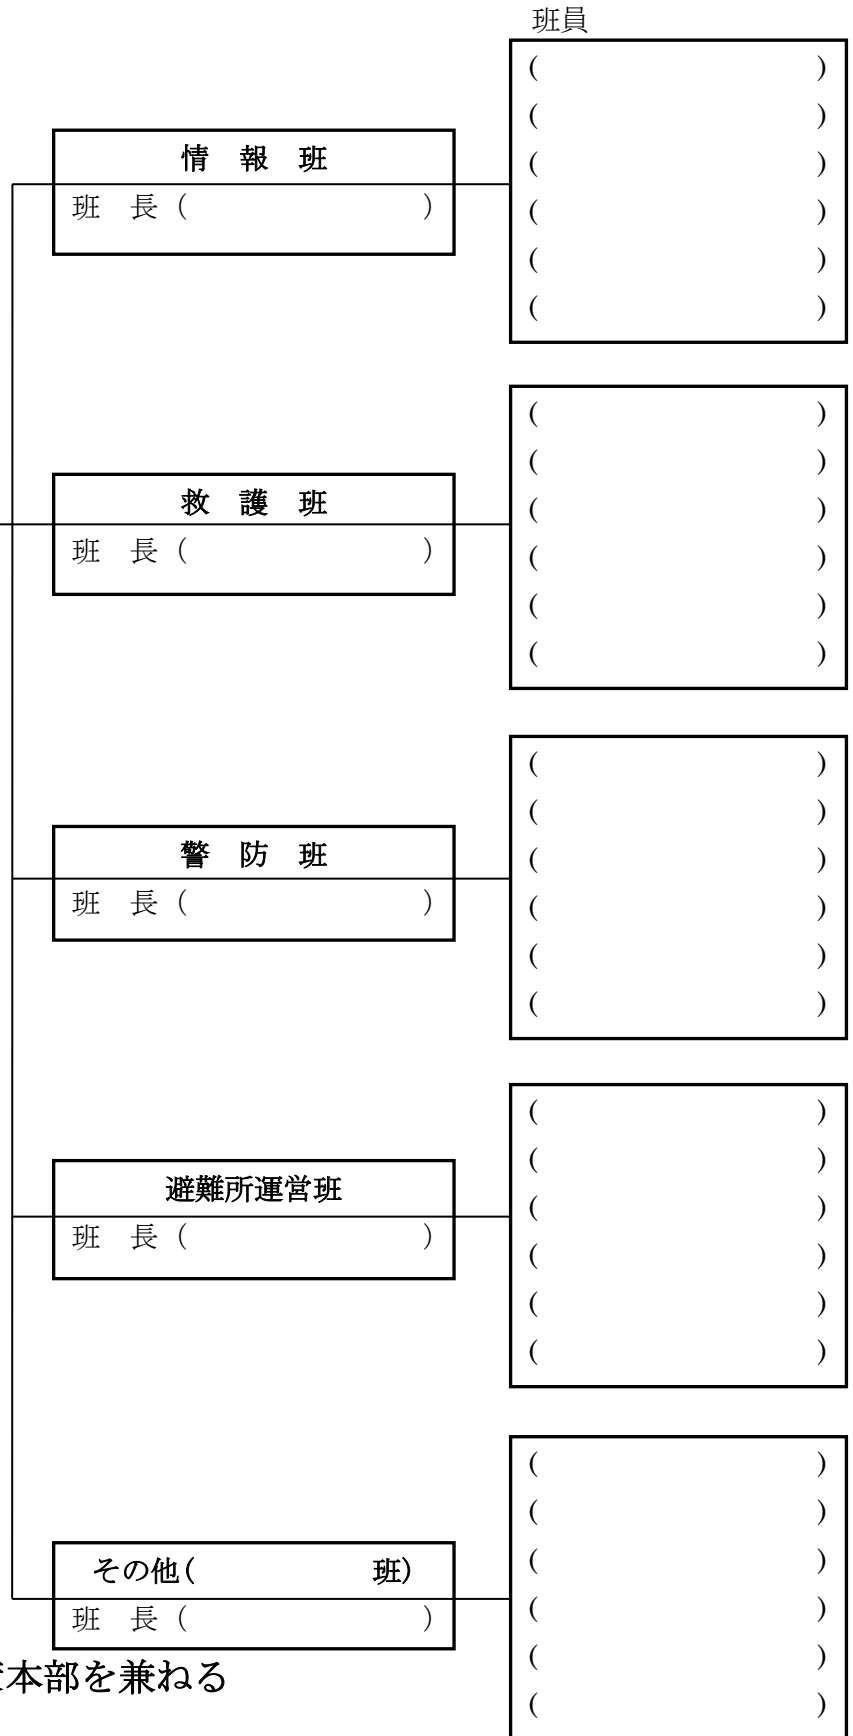 班員
(　　　　　　　　　　)
(　　　　　　　　　　)
(　　　　　　　　　　)
(　　　　　　　　　　)
(　　　　　　　　　　)
(　　　　　　　　　　)
情　報　班
班　長（　　　　　　　　）
(　　　　　　　　　　)
(　　　　　　　　　　)
(　　　　　　　　　　)
(　　　　　　　　　　)
(　　　　　　　　　　)
(　　　　　　　　　　)
救　護　班
班　長（　　　　　　　　）
(　　　　　　　　　　)
(　　　　　　　　　　)
(　　　　　　　　　　)
(　　　　　　　　　　)
(　　　　　　　　　　)
(　　　　　　　　　　)
警　防　班
班　長（　　　　　　　　）
(　　　　　　　　　　)
(　　　　　　　　　　)
(　　　　　　　　　　)
(　　　　　　　　　　)
(　　　　　　　　　　)
(　　　　　　　　　　)
避難所運営班
班　長（　　　　　　　　）
(　　　　　　　　　　)
(　　　　　　　　　　)
(　　　　　　　　　　)
(　　　　　　　　　　)
(　　　　　　　　　　)
(　　　　　　　　　　)
その他(　　　　　　班)
班　長（　　　　　　　　）
本部を兼ねる